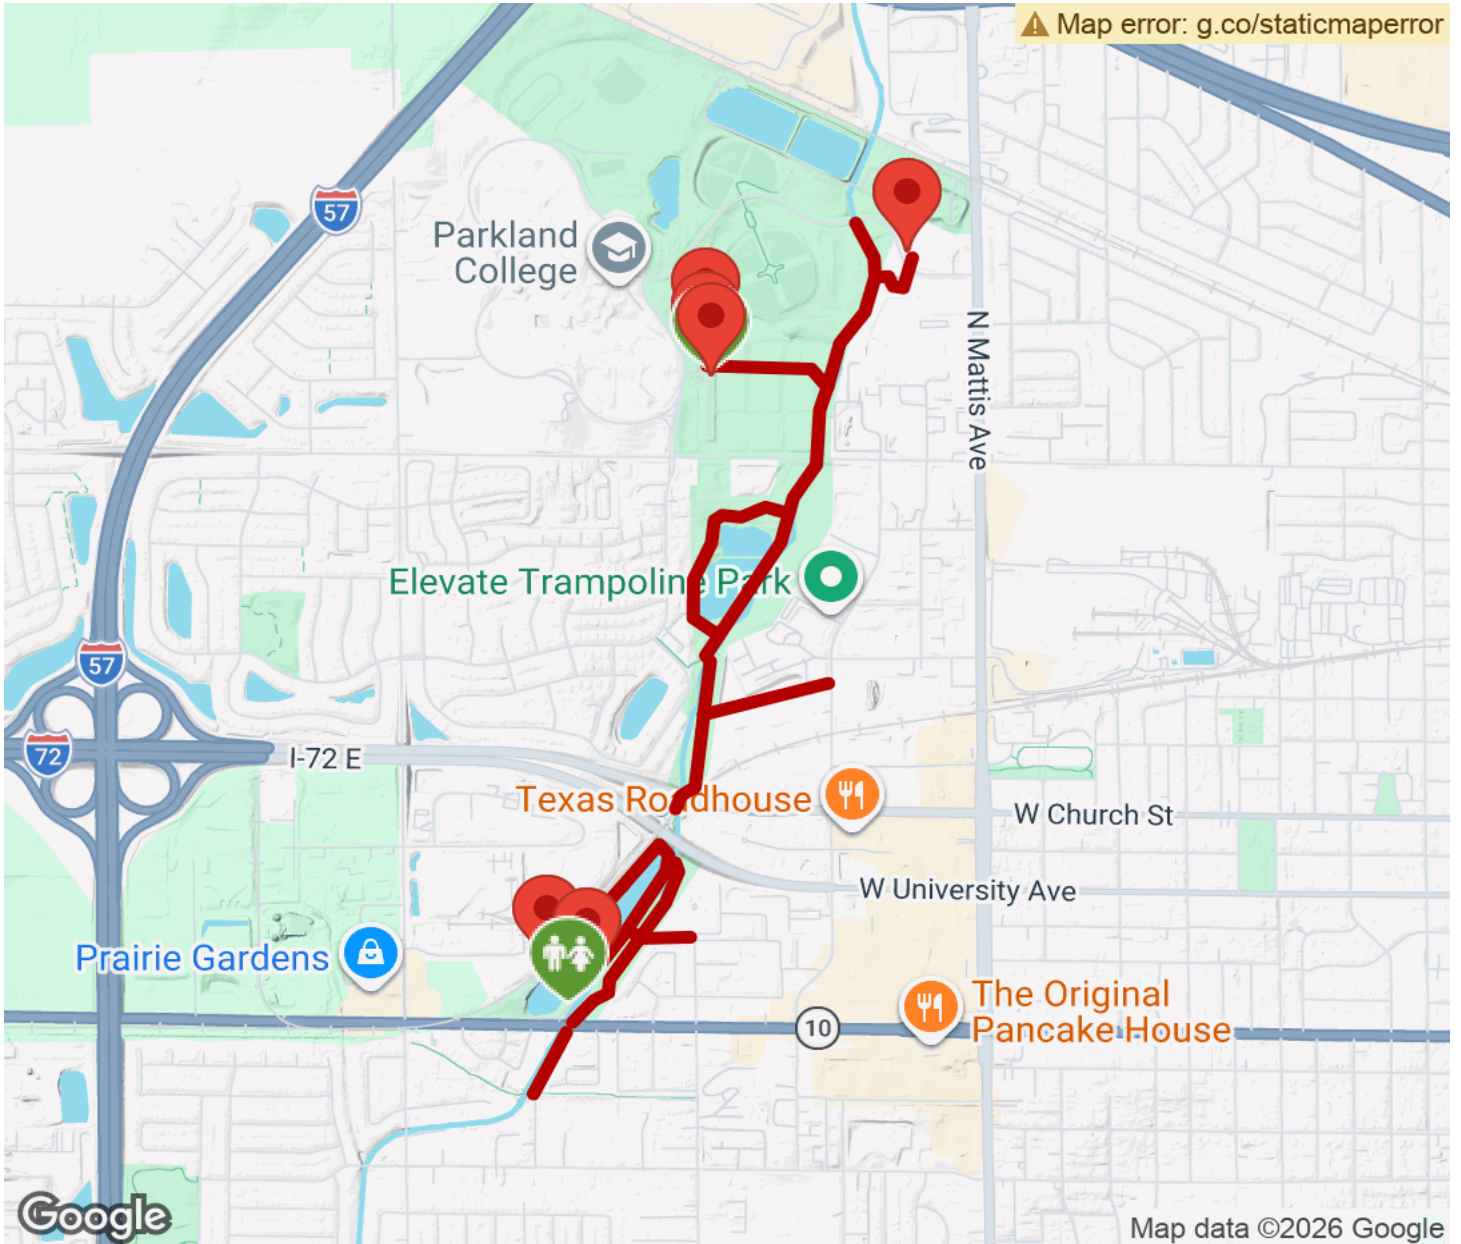 Map error: g.co/staticmaperror
57
Parkland
College
N Mattis Ave
Elevate Trampoline Park
57
72
I-72 E
Texas Roadhouse
W Church St
W University Ave
Prairie Gardens
The Original
Pancake House
10
Google
Map data ©2026 Google